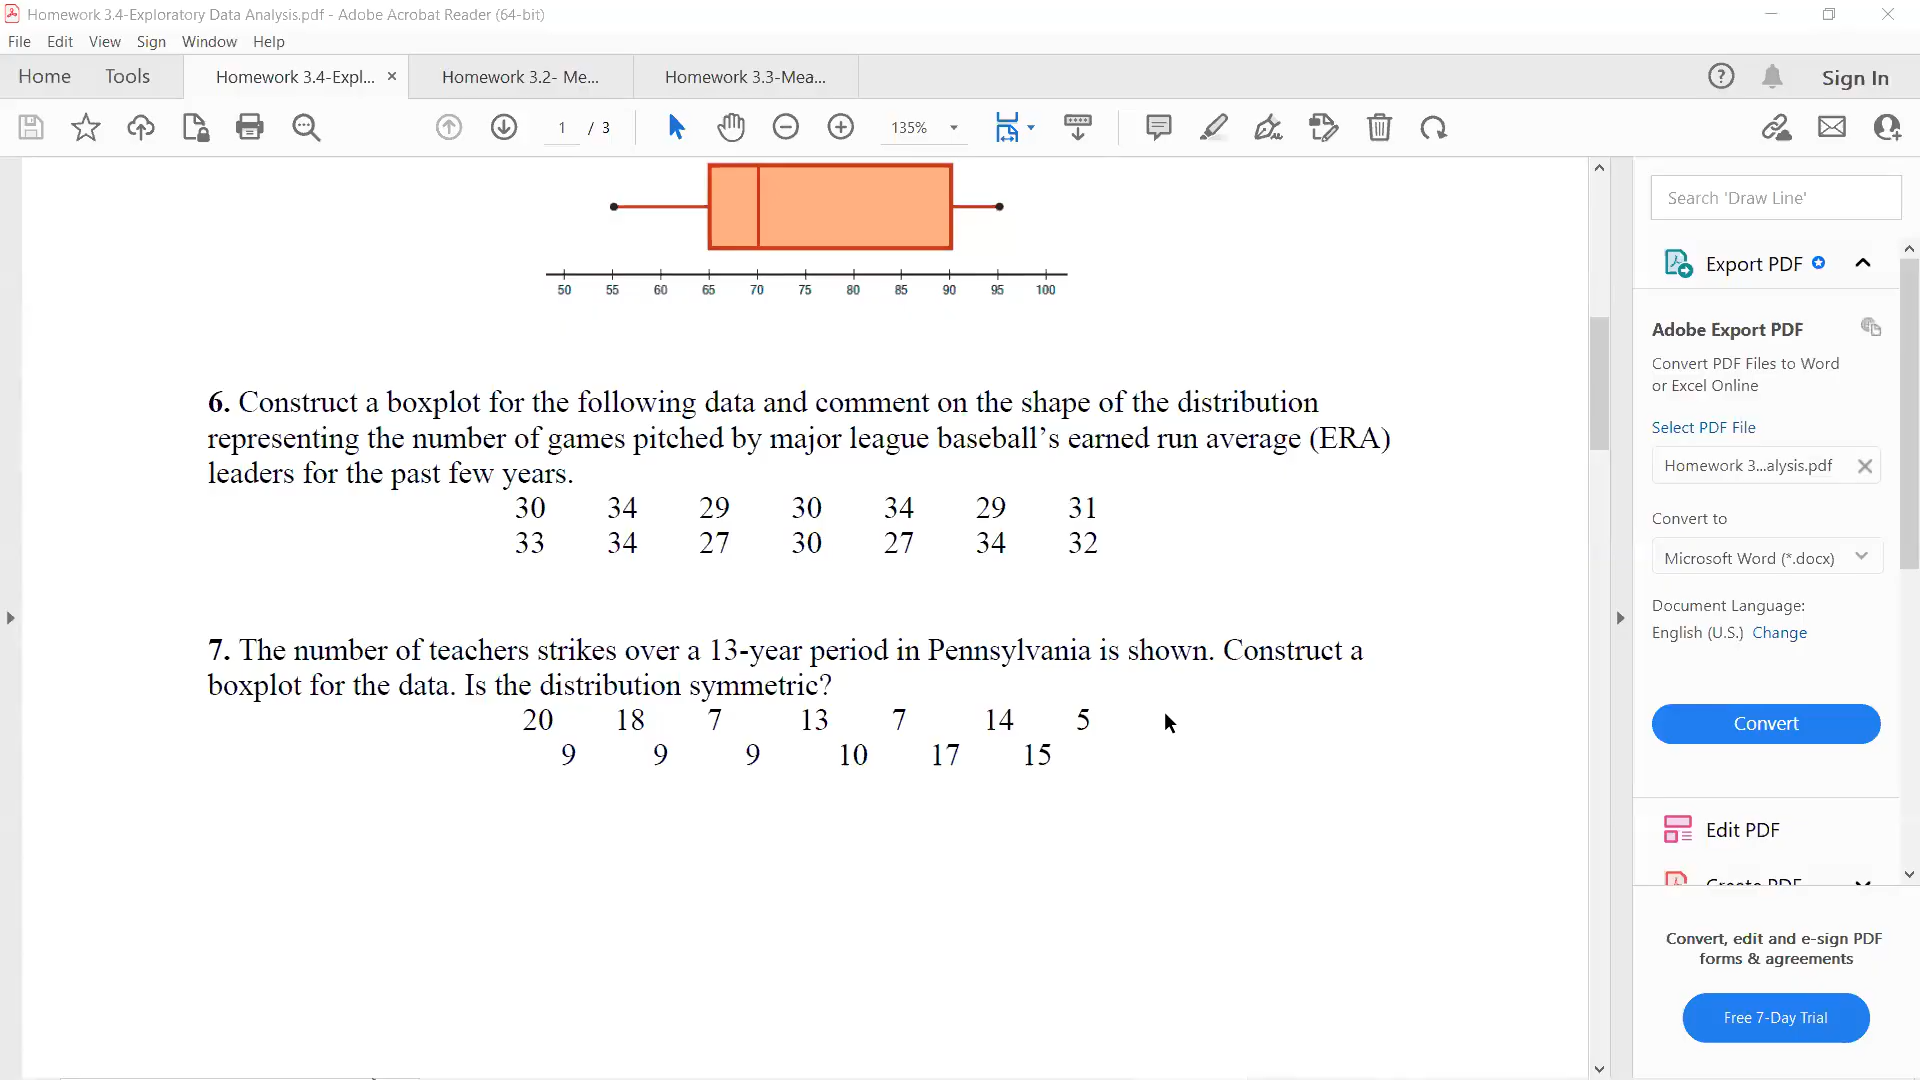 Homework 3.4-Exploratory Data Analysis.pdf - Adobe Acrobat Reader (64-bit)
File Edit View Sign Window Help
Home Tools Homework 3.4-Expl... × Homework 3.2- Me... Homework 3.3-Mea... Sign In
1 / 3 135%
50 55 60 65 70 75 80 85 90 95 100
6. Construct a boxplot for the following data and comment on the shape of the distribution
representing the number of games pitched by major league baseball’s earned run average (ERA)
leaders for the past few years.
30 34 29 30 34 29 31
33 34 27 30 27 34 32
7. The number of teachers strikes over a 13-year period in Pennsylvania is shown. Construct a
boxplot for the data. Is the distribution symmetric?
20 18 7 13 7 14 5
9 9 9 10 17 15
Search 'Draw Line'
Export PDF
Adobe Export PDF
Convert PDF Files to Word
or Excel Online
Select PDF File
Homework 3...alysis.pdf
Convert to
Microsoft Word (*.docx)
Document Language:
English (U.S.) Change
Convert
Edit PDF
Create PDF
Convert, edit and e-sign PDF
forms & agreements
Free 7-Day Trial